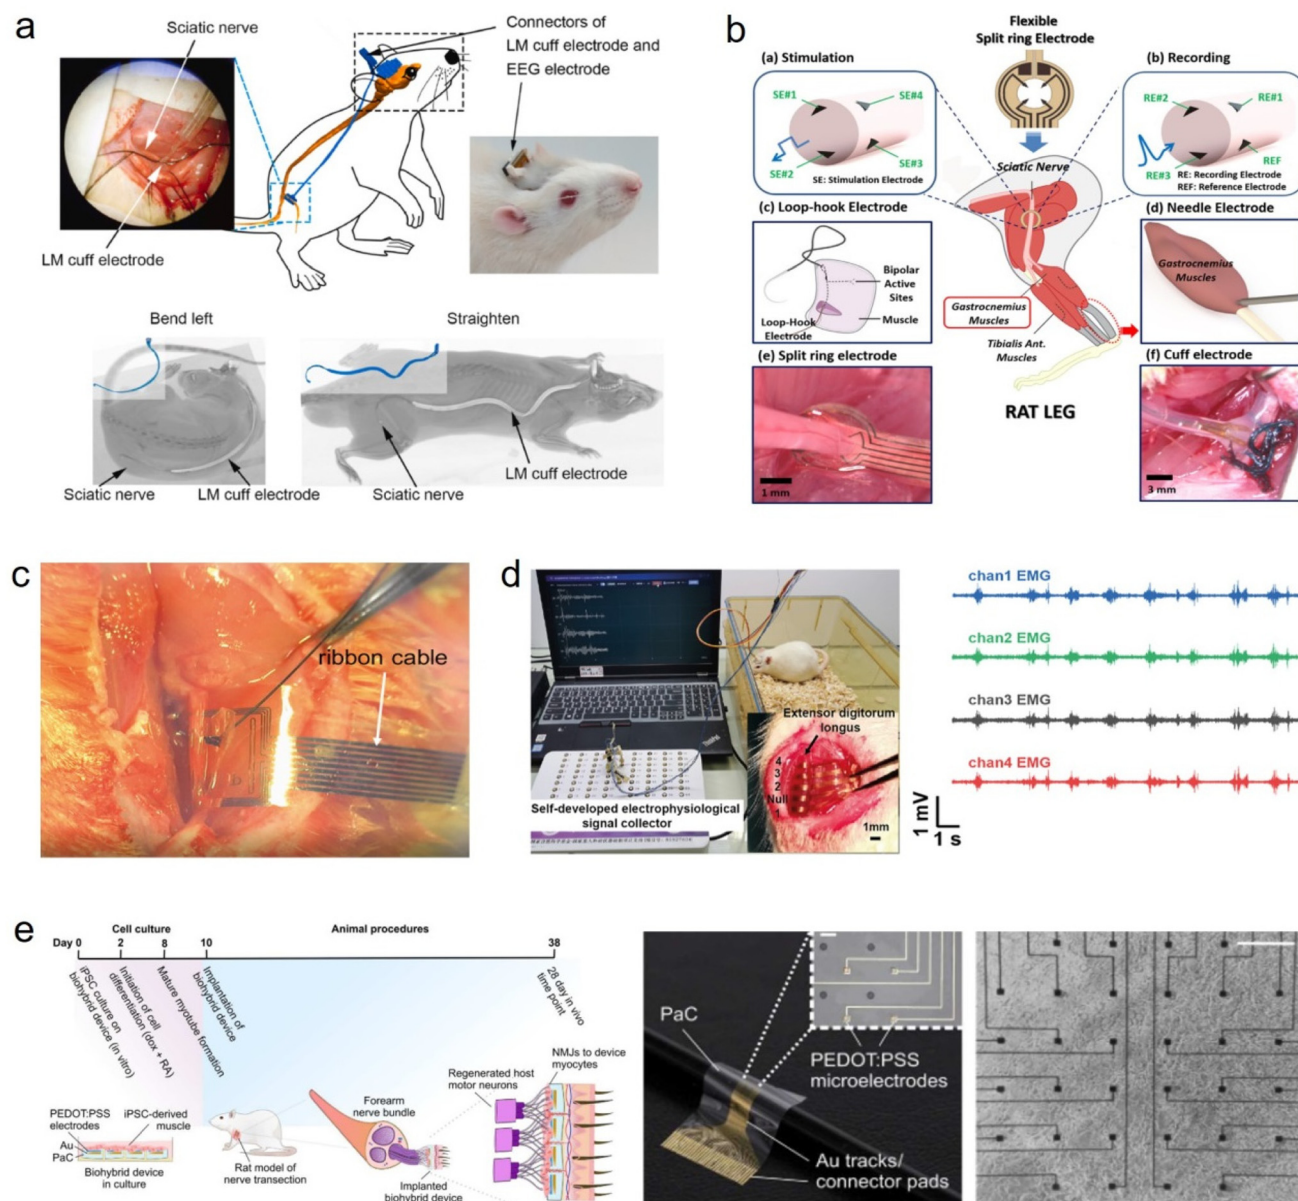 a
Sciatic nerve
Connectors of
LM cuff electrode and
EEG electrode
LM cuff electrode
Bend left
Straighten
Sciatic nerve
LM cuff electrode
Sciatic nerve
LM cuff electrode
b
Flexible
Split ring Electrode
(a) Stimulation
SE#1
SE#4
SE#2
SE#3
SE: Stimulation Electrode
(b) Recording
RE#2
RE#1
RE#3
REF
RE: Recording Electrode
REF: Reference Electrode
Sciatic Nerve
(c) Loop-hook Electrode
Bipolar
Active
Sites
Muscle
Loop-Hook
Electrode
Gastrocnemius
Muscles
Tibialis Ant.
Muscles
(d) Needle Electrode
Gastrocnemius
Muscles
(e) Split ring electrode
1 mm
RAT LEG
(f) Cuff electrode
3 mm
c
ribbon cable
d
ThinkPad
Extensor digitorum
longus
4
3
2
Null
1
1mm
Self-developed electrophysiological
signal collector
chan1 EMG
chan2 EMG
chan3 EMG
chan4 EMG
1 mV
1 s
e
Cell culture
Animal procedures
Day 0 2 8 10 38
iPSC culture on
biohybrid device (in vitro)
Initiation of cell
differentiation (dox + RA)
Mature myotube formation
Implantation of
biohybrid device
28 day in vivo
time point
PEDOT:PSS
electrodes
iPSC-derived
muscle
Au
PaC
Biohybrid device
in culture
Rat model of
nerve transection
Forearm
nerve bundle
Implanted
biohybrid device
Regenerated host
motor neurons
NMJs to device
myocytes
PaC
PEDOT:PSS
microelectrodes
Au tracks/
connector pads